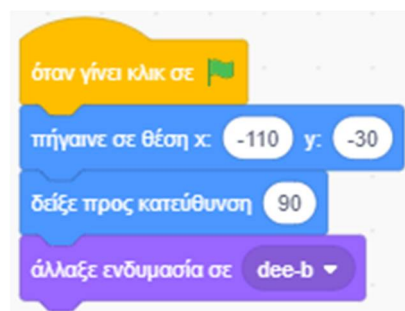 όταν γίνει κλικ σε
πήγαινε σε θέση x: -110 y: -30
δείξε προς κατεύθυνση 90
άλλαξε ενδυμασία σε dee-b